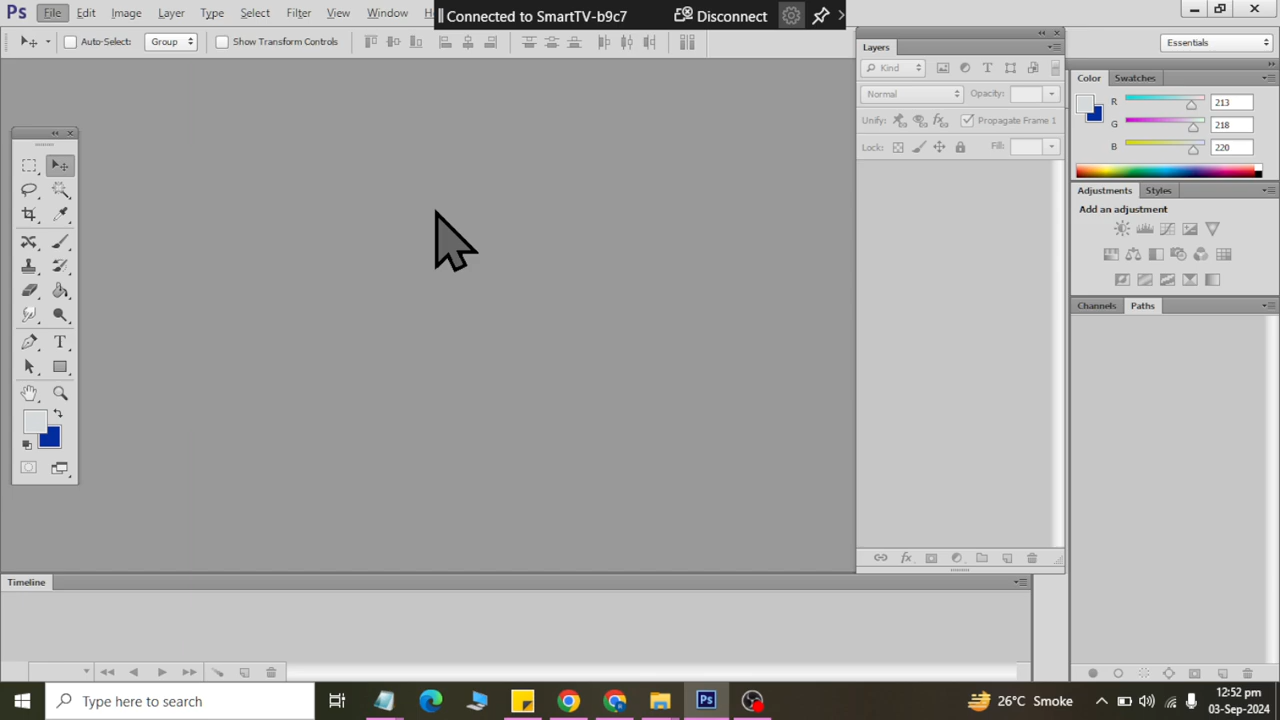 Ps File Edit Image Layer Type Select Filter View Window H
Connected to SmartTV-b9c7 Disconnect
Auto-Select: Group Show Transform Controls
Essentials
Layers
Kind
Normal Opacity:
Unify: Propagate Frame 1
Lock: Fill:
Color Swatches
R 213
G 218
B 220
Adjustments Styles
Add an adjustment
Channels Paths
T
Timeline
Type here to search
Ps
26°C Smoke
12:52 pm
03-Sep-2024